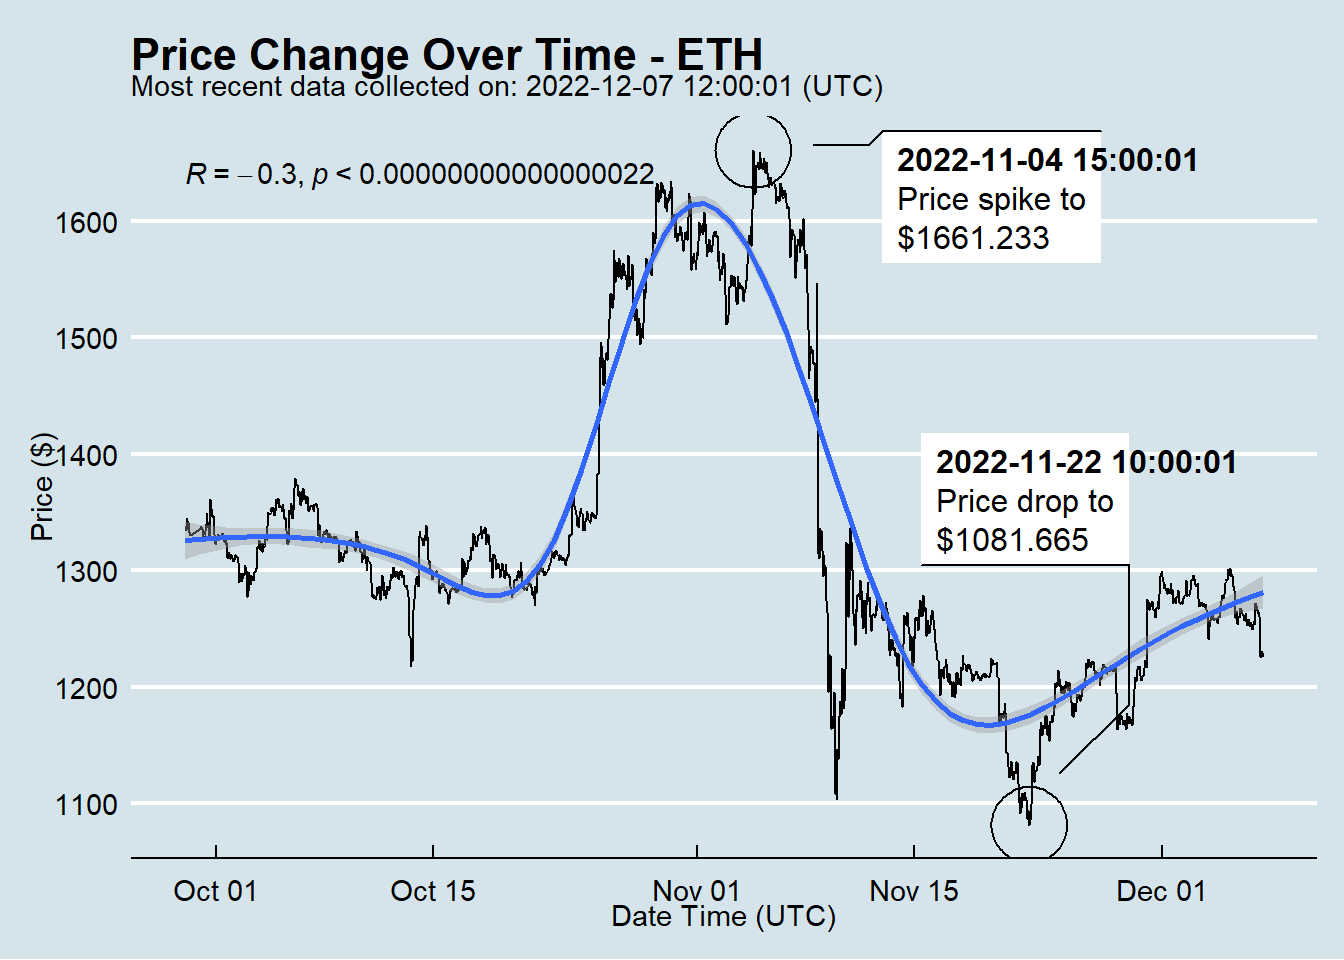 Price Change Over Time - ETH
Most recent data collected on: 2022-12-07 12:00:01 (UTC)
R = −0.3, p < 0.00000000000000022
2022-11-04 15:00:01
Price spike to
$1661.233
2022-11-22 10:00:01
Price drop to
$1081.665
Price ($)
1600
1500
1400
1300
1200
1100
Oct 01
Oct 15
Nov 01
Nov 15
Dec 01
Date Time (UTC)